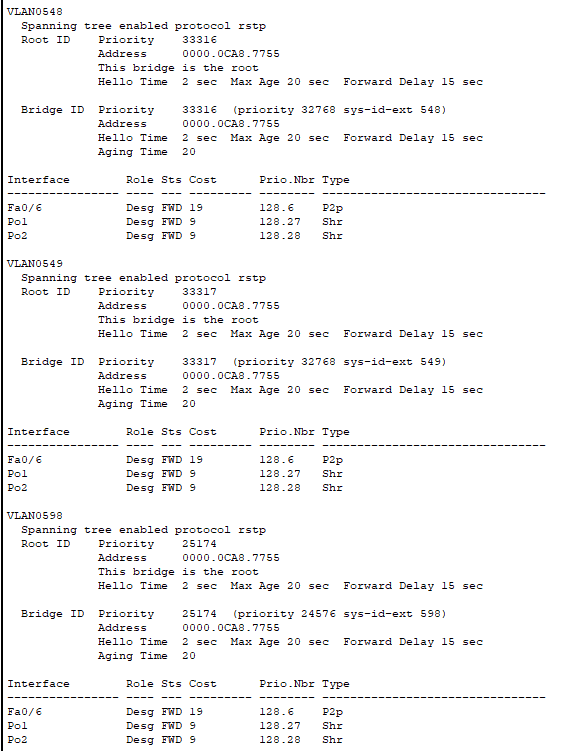 VLAN0548
  Spanning tree enabled protocol rstp
  Root ID    Priority    33316
             Address     0000.0CA8.7755
             This bridge is the root
             Hello Time  2 sec  Max Age 20 sec  Forward Delay 15 sec

  Bridge ID  Priority    33316  (priority 32768 sys-id-ext 548)
             Address     0000.0CA8.7755
             Hello Time  2 sec  Max Age 20 sec  Forward Delay 15 sec
             Aging Time  20

Interface        Role Sts Cost      Prio.Nbr Type
---------------- ---- --- --------- -------- --------------------------------
Fa0/6            Desg FWD 19        128.6    P2p
Po1              Desg FWD 9         128.27   Shr
Po2              Desg FWD 9         128.28   Shr

VLAN0549
  Spanning tree enabled protocol rstp
  Root ID    Priority    33317
             Address     0000.0CA8.7755
             This bridge is the root
             Hello Time  2 sec  Max Age 20 sec  Forward Delay 15 sec

  Bridge ID  Priority    33317  (priority 32768 sys-id-ext 549)
             Address     0000.0CA8.7755
             Hello Time  2 sec  Max Age 20 sec  Forward Delay 15 sec
             Aging Time  20

Interface        Role Sts Cost      Prio.Nbr Type
---------------- ---- --- --------- -------- --------------------------------
Fa0/6            Desg FWD 19        128.6    P2p
Po1              Desg FWD 9         128.27   Shr
Po2              Desg FWD 9         128.28   Shr

VLAN0598
  Spanning tree enabled protocol rstp
  Root ID    Priority    25174
             Address     0000.0CA8.7755
             This bridge is the root
             Hello Time  2 sec  Max Age 20 sec  Forward Delay 15 sec

  Bridge ID  Priority    25174  (priority 24576 sys-id-ext 598)
             Address     0000.0CA8.7755
             Hello Time  2 sec  Max Age 20 sec  Forward Delay 15 sec
             Aging Time  20

Interface        Role Sts Cost      Prio.Nbr Type
---------------- ---- --- --------- -------- --------------------------------
Fa0/6            Desg FWD 19        128.6    P2p
Po1              Desg FWD 9         128.27   Shr
Po2              Desg FWD 9         128.28   Shr